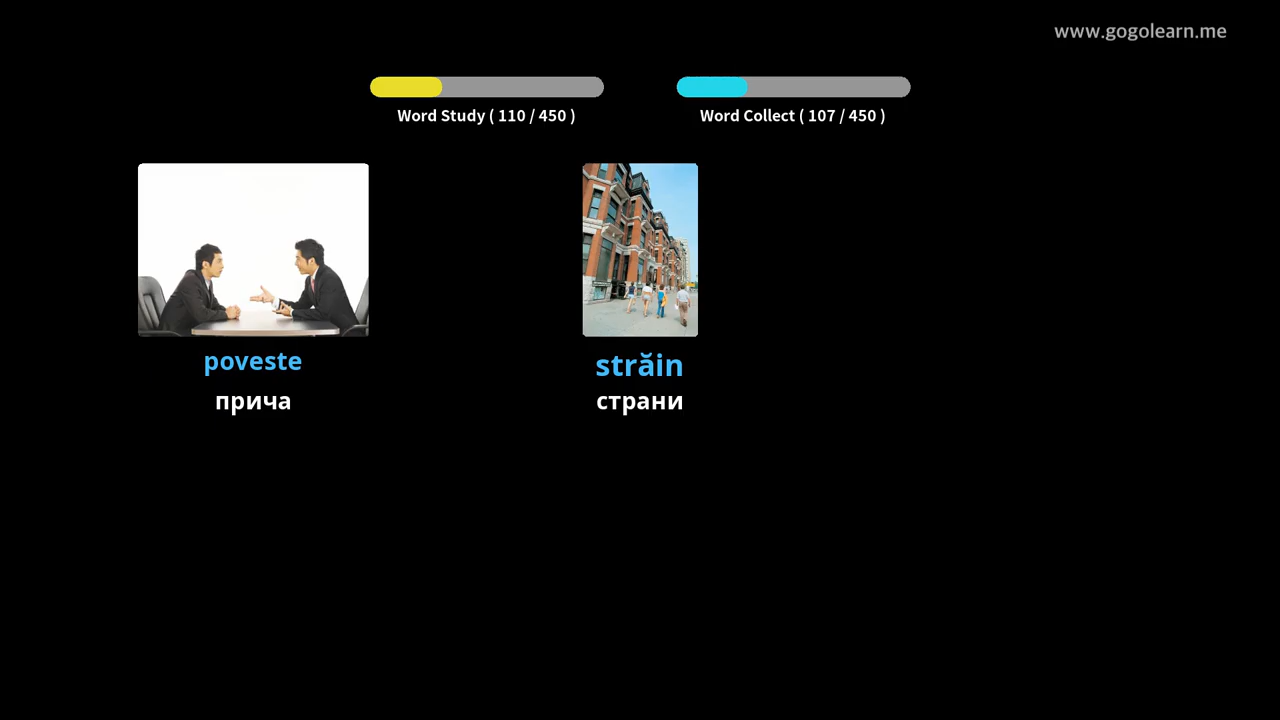 www.gogolearn.me
Word Study ( 110 / 450 )
Word Collect ( 107 / 450 )
poveste
прича
străin
страни